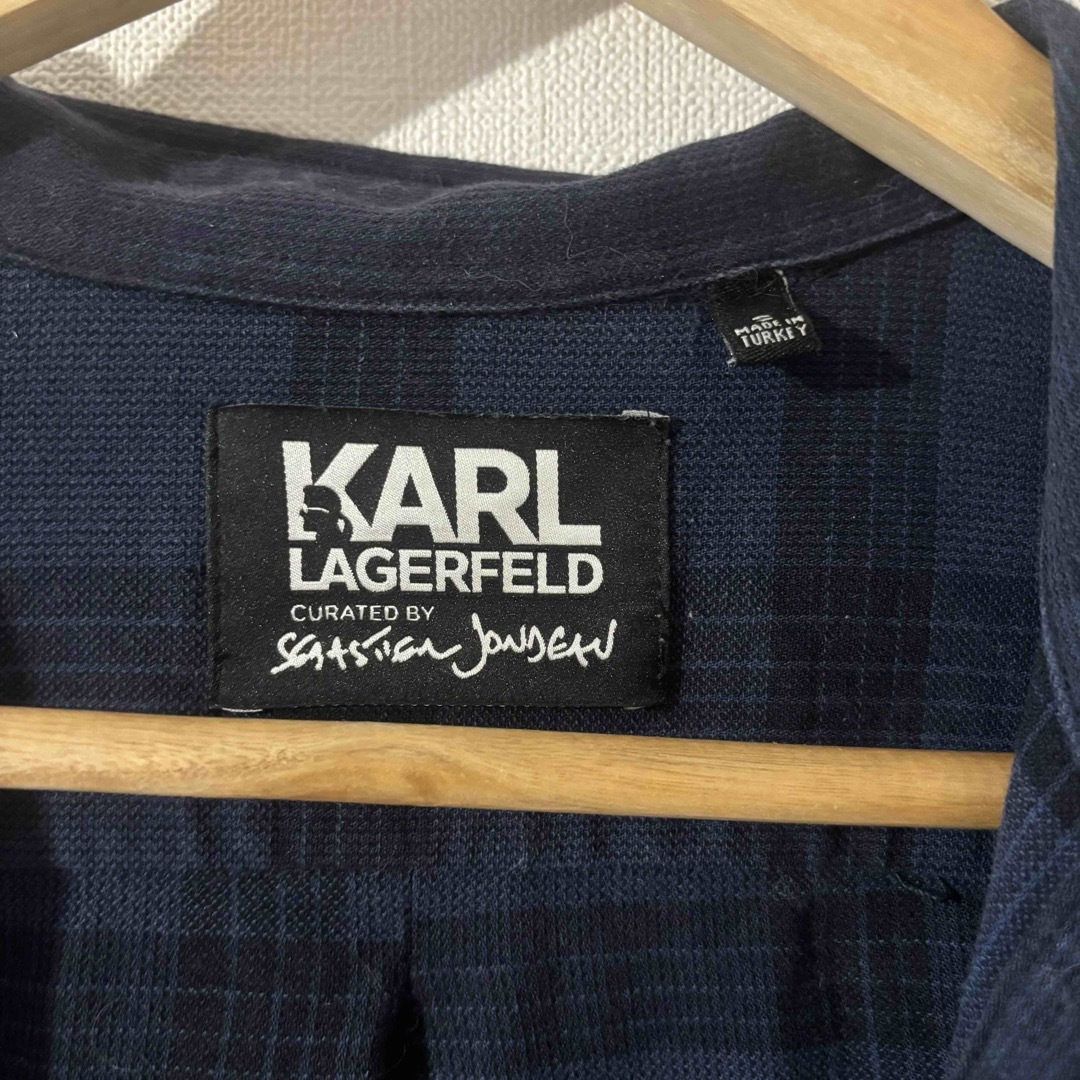 MADE IN
TURKEY
KARL
LAGERFELD
CURATED BY
SEBASTIEN JONDEAU